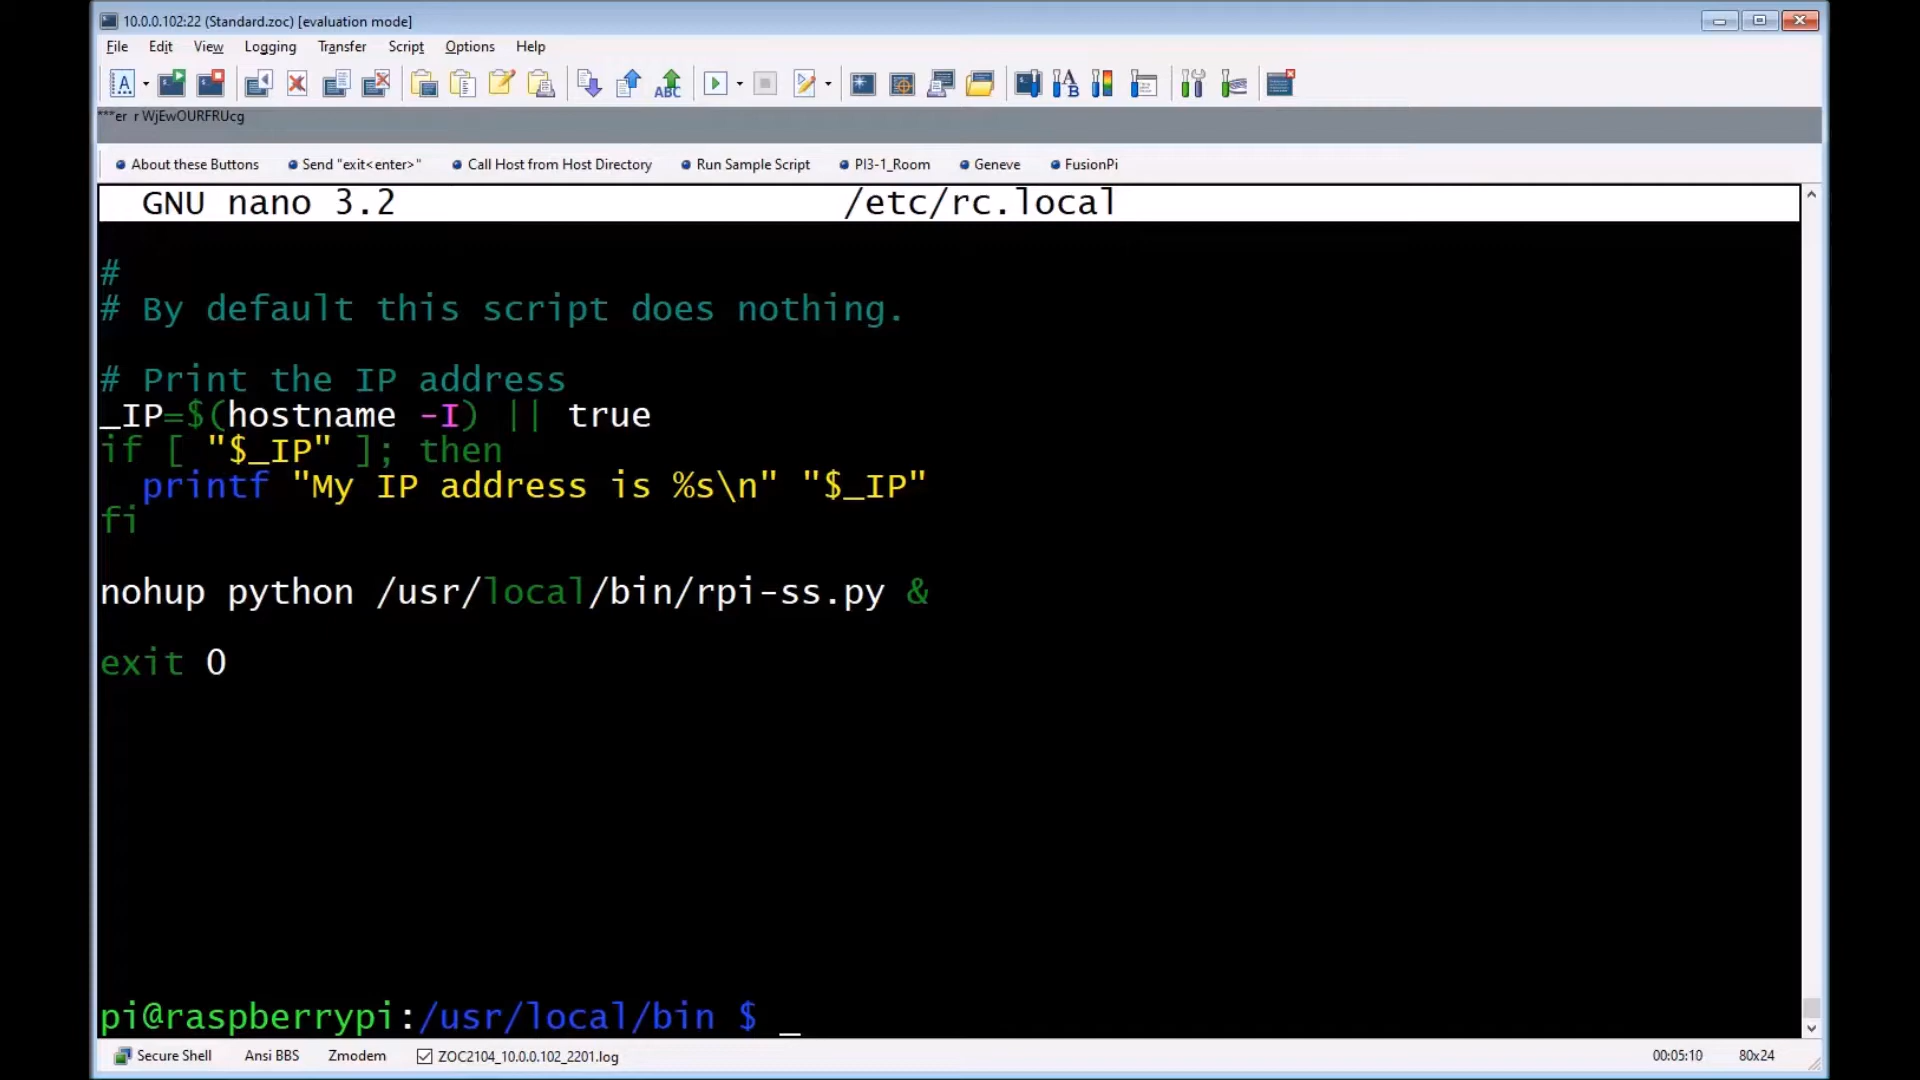 10.0.0.102:22 (Standard.zoc) [evaluation mode]
File Edit View Logging Transfer Script Options Help
***er r WjEwOURFRUcg
About these Buttons Send "exit<enter>" Call Host from Host Directory Run Sample Script PI3-1_Room Geneve FusionPi
GNU nano 3.2 /etc/rc.local
#
# By default this script does nothing.
# Print the IP address
_IP=$(hostname -I) || true
if [ "$_IP" ]; then
printf "My IP address is %s\n" "$_IP"
fi
nohup python /usr/local/bin/rpi-ss.py &
exit 0
pi@raspberrypi:/usr/local/bin $ _
Secure Shell Ansi BBS Zmodem ZOC2104_10.0.0.102_2201.log 00:05:10 80x24